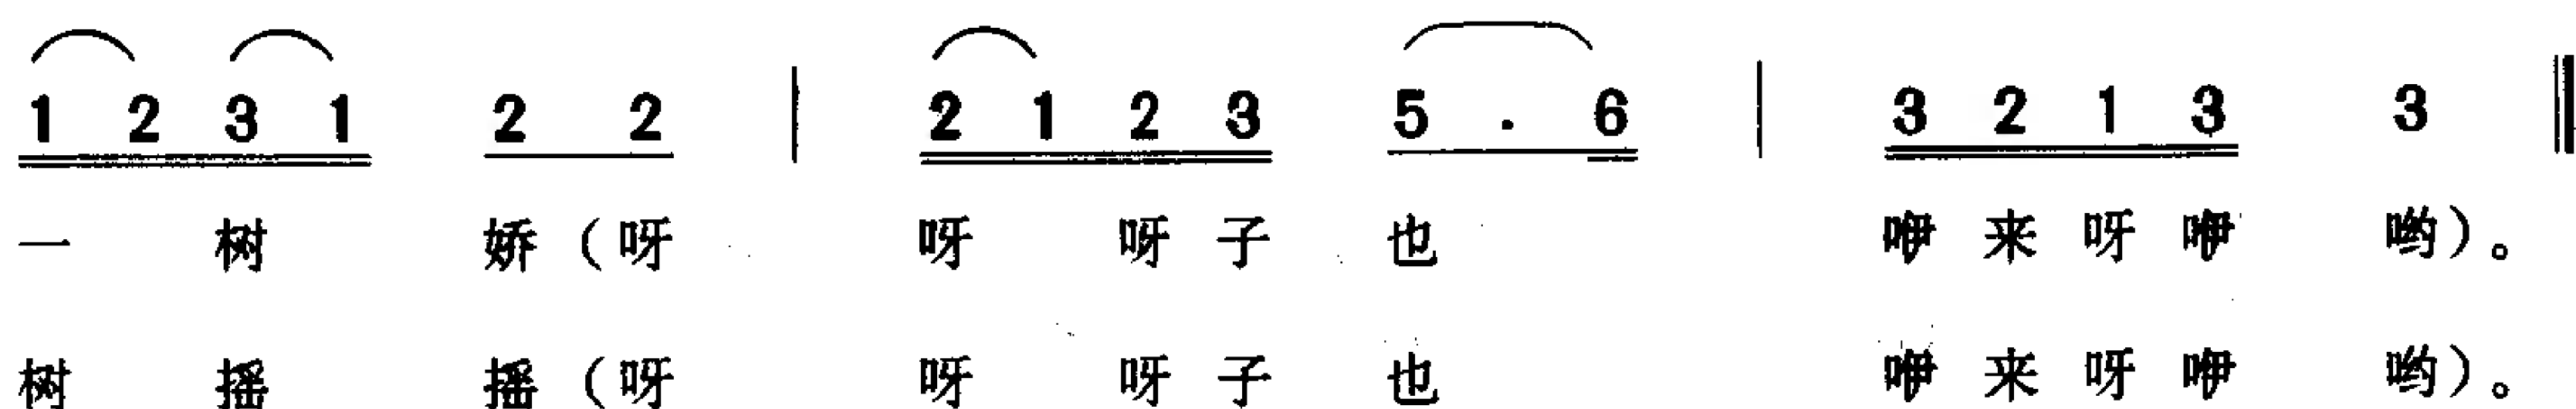 1 2 3 1 2 2 | 2 1 2 3 5 . 6 | 3 2 1 3 3 ‖
一 树 娇（呀 呀 呀 子 也 咿 来 呀 咿 哟）。
树 摇 摇（呀 呀 呀 子 也 咿 来 呀 咿 哟）。